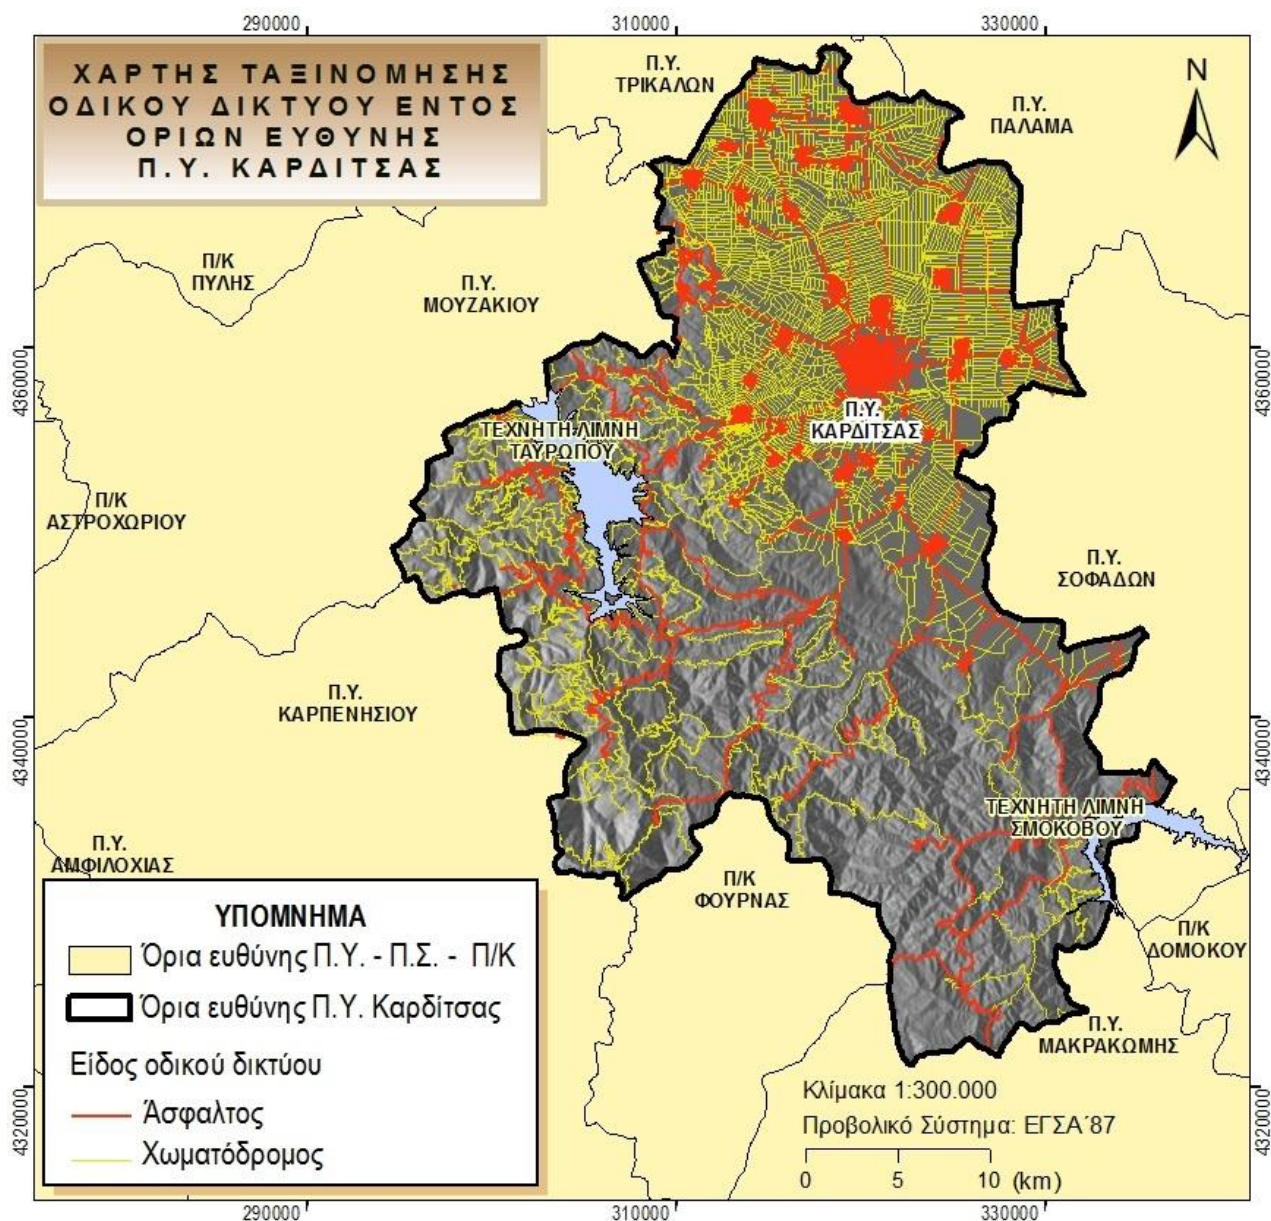 290000
310000
330000
ΧΑΡΤΗΣ ΤΑΞΙΝΟΜΗΣΗΣ
ΟΔΙΚΟΥ ΔΙΚΤΥΟΥ ΕΝΤΟΣ
ΟΡΙΩΝ ΕΥΘΥΝΗΣ
Π.Υ. ΚΑΡΔΙΤΣΑΣ
Π.Υ.
ΤΡΙΚΑΛΩΝ
Π.Υ.
ΠΑΛΑΜΑ
N
Π/Κ
ΠΥΛΗΣ
Π.Υ.
ΜΟΥΖΑΚΙΟΥ
4360000
4360000
Π.Υ.
ΚΑΡΔΙΤΣΑΣ
ΤΕΧΝΗΤΗ ΛΙΜΝΗ
ΤΑΥΡΩΠΟΥ
Π/Κ
ΑΣΤΡΟΧΩΡΙΟΥ
Π.Υ.
ΣΟΦΑΔΩΝ
Π.Υ.
ΚΑΡΠΕΝΗΣΙΟΥ
4340000
4340000
ΤΕΧΝΗΤΗ ΛΙΜΝΗ
ΣΜΟΚΟΒΟΥ
Π.Υ.
ΑΜΦΙΛΟΧΙΑΣ
Π/Κ
ΦΟΥΡΝΑΣ
Π/Κ
ΔΟΜΟΚΟΥ
Π.Υ.
ΜΑΚΡΑΚΩΜΗΣ
ΥΠΟΜΝΗΜΑ
Όρια ευθύνης Π.Υ. - Π.Σ. - Π/Κ
Όρια ευθύνης Π.Υ. Καρδίτσας
Είδος οδικού δικτύου
Άσφαλτος
Χωματόδρομος
Κλίμακα 1:300.000
Προβολικό Σύστημα: ΕΓΣΑ΄87
0 5 10 (km)
4320000
4320000
290000
310000
330000